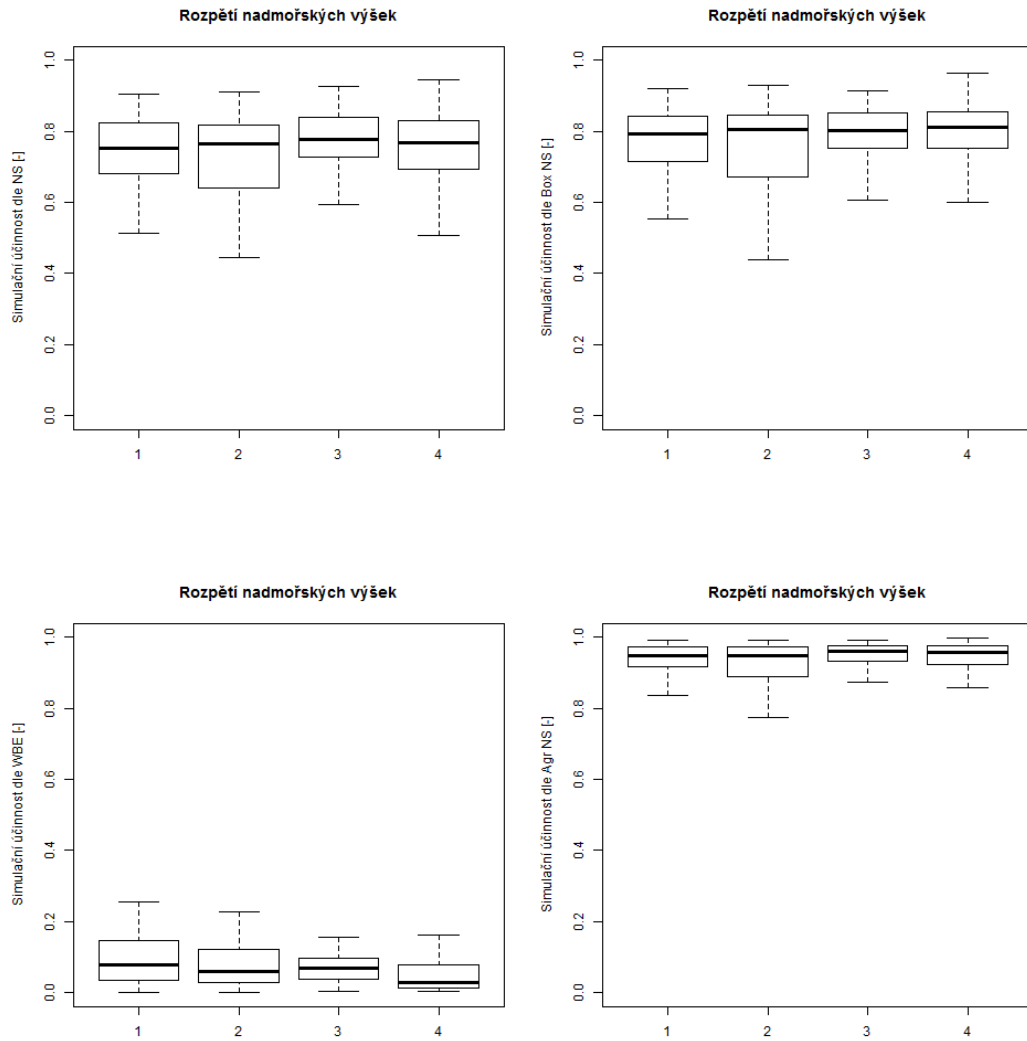 Rozpětí nadmořských výšek
Simulační účinnost dle NS [-]
1.0
0.8
0.6
0.4
0.2
0.0
1 2 3 4
Rozpětí nadmořských výšek
Simulační účinnost dle Box NS [-]
1.0
0.8
0.6
0.4
0.2
0.0
1 2 3 4
Rozpětí nadmořských výšek
Simulační účinnost dle WBE [-]
1.0
0.8
0.6
0.4
0.2
0.0
1 2 3 4
Rozpětí nadmořských výšek
Simulační účinnost dle Agr NS [-]
1.0
0.8
0.6
0.4
0.2
0.0
1 2 3 4